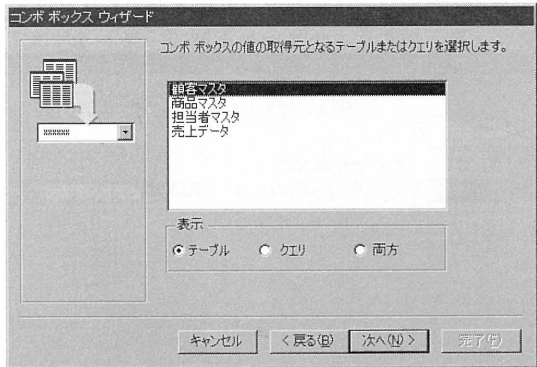 コンボ ボックス ウィザード
コンボ ボックスの値の取得元となるテーブルまたはクエリを選択します。
xxxxxx
顧客マスタ
商品マスタ
担当者マスタ
売上データ
表示
テーブル クエリ 両方
キャンセル < 戻る(B) 次へ(N) > 完了(F)